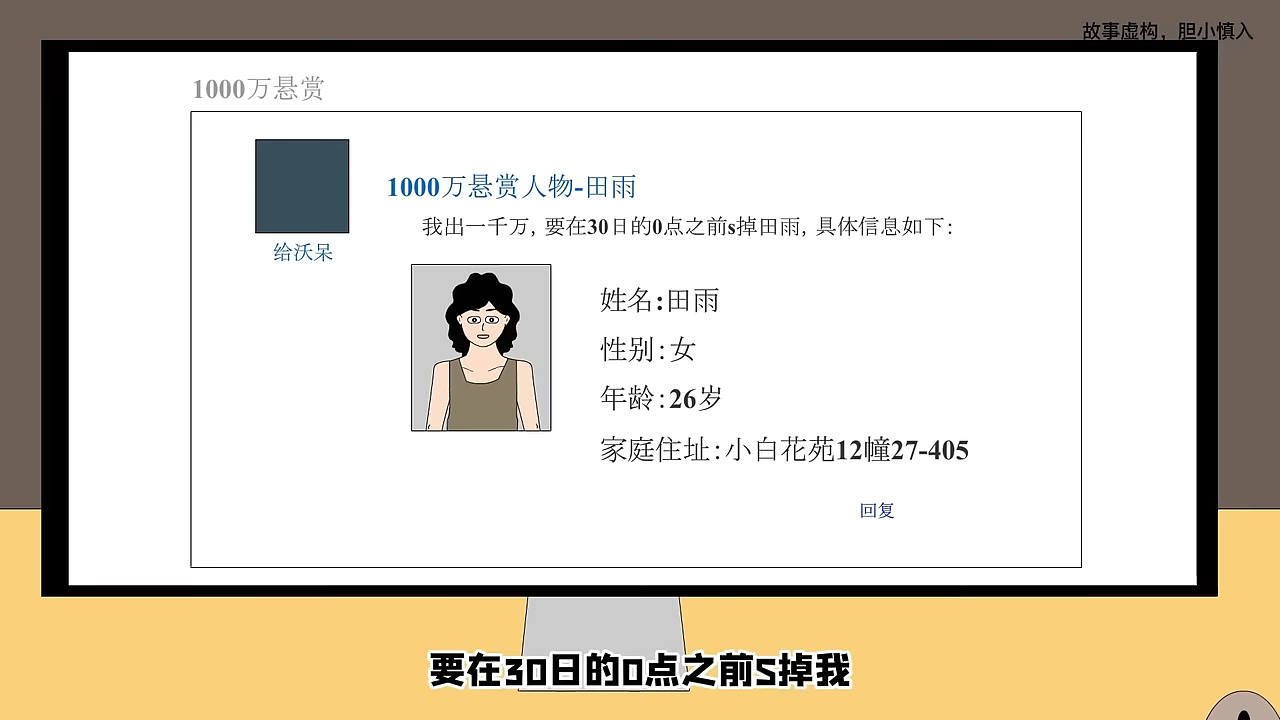 故事虚构，胆小慎入
1000万悬赏
1000万悬赏人物-田雨
我出一千万, 要在30日的0点之前s掉田雨, 具体信息如下:
给沃呆
姓名:田雨
性别:女
年龄:26岁
家庭住址:小白花苑12幢27-405
回复
要在30日的0点之前S掉我